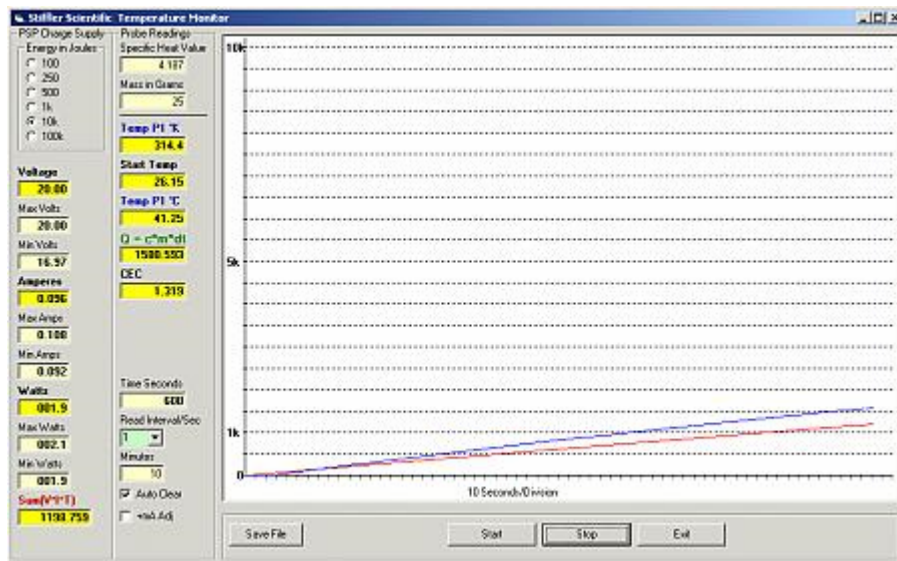 Stiffler Scientific Temperature Monitor
PSP Charge Supply
Energy in Joules
100
250
500
1k
10k
100k
Voltage
20.00
Max Volts
20.00
Min Volts
16.97
Amperes
0.096
Max Amps
0.108
Min Amps
0.092
Watts
001.9
Max Watts
002.1
Min Watts
001.9
Sum(V*I*T)
1198.759
Probe Readings
Specific Heat Value
4.187
Mass in Grams
25
Temp P1 °K
314.4
Start Temp
26.15
Temp P1 °C
41.25
Q = c*m*dt
1580.593
CEC
1.319
Time Seconds
600
Read Interval/Sec
1
Minutes
10
Auto Clear
+mA Adj
10k
5k
1k
0
10 Seconds/Division
Save File
Start
Stop
Exit